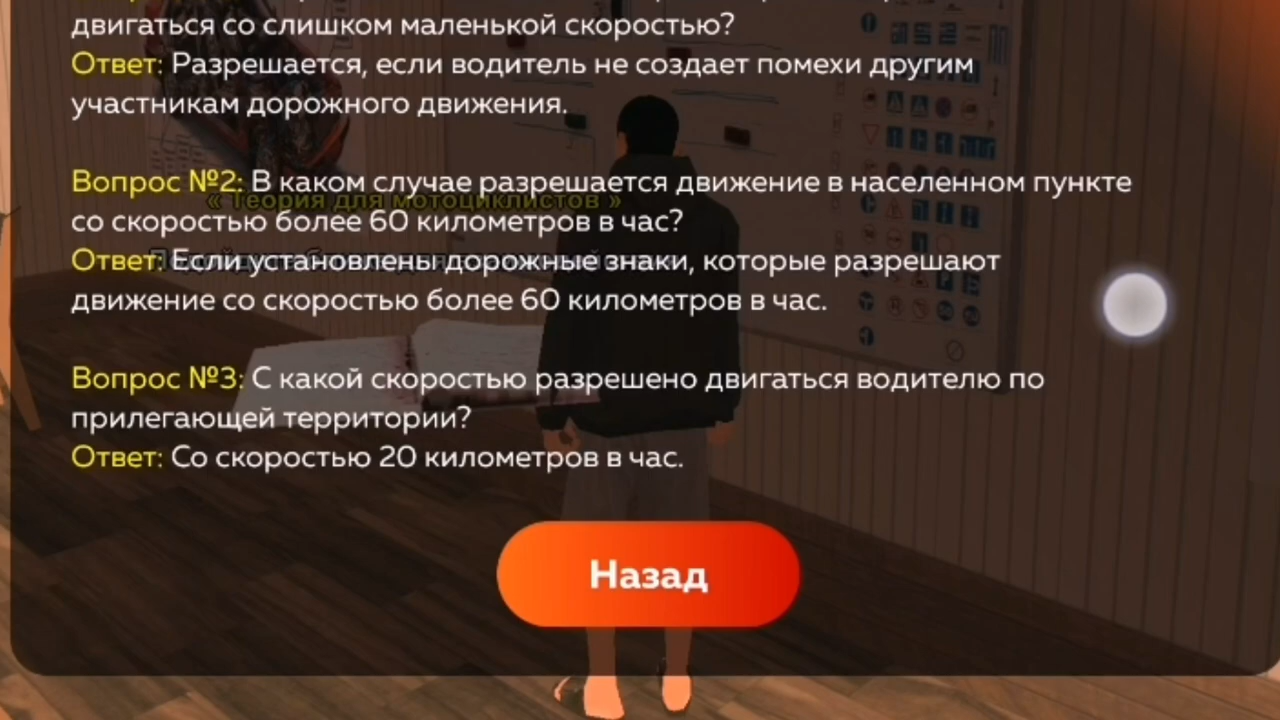 двигаться со слишком маленькой скоростью?
Ответ: Разрешается, если водитель не создает помехи другим
участникам дорожного движения.
Вопрос №2: В каком случае разрешается движение в населенном пункте
« Теория для мотоциклистов »
со скоростью более 60 километров в час?
Ответ: Если установлены дорожные знаки, которые разрешают
движение со скоростью более 60 километров в час.
Вопрос №3: С какой скоростью разрешено двигаться водителю по
прилегающей территории?
Ответ: Со скоростью 20 километров в час.
Назад